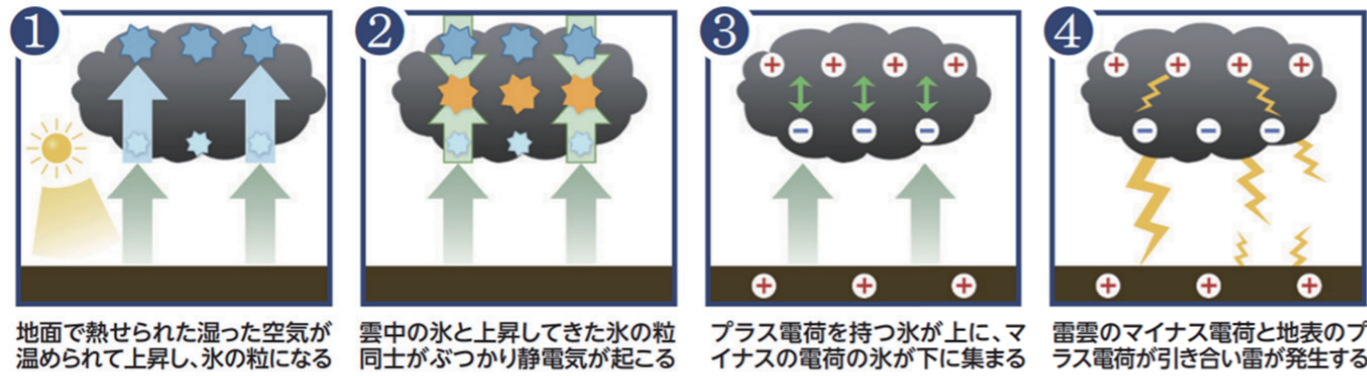 1
地面で熱せられた湿った空気が
温められて上昇し、氷の粒になる
2
雲中の氷と上昇してきた氷の粒
同士がぶつかり静電気が起こる
3
+ + + +
− − −
+ + +
プラス電荷を持つ氷が上に、マ
イナスの電荷の氷が下に集まる
4
+ + + +
− − −
+ + +
雷雲のマイナス電荷と地表のプ
ラス電荷が引き合い雷が発生する